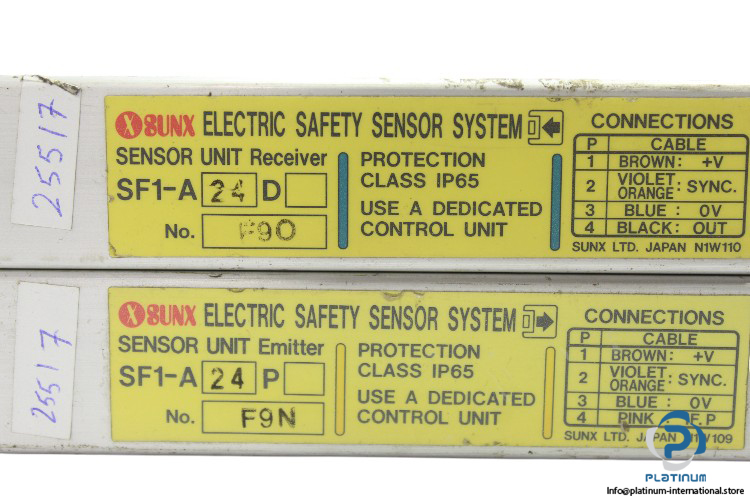 25517
SUNX ELECTRIC SAFETY SENSOR SYSTEM
SENSOR UNIT Receiver
SF1-A 24 D
No. F90
PROTECTION
CLASS IP65
USE A DEDICATED
CONTROL UNIT
CONNECTIONS
P CABLE
1 BROWN: +V
2 VIOLET ORANGE: SYNC.
3 BLUE: 0V
4 BLACK: OUT
SUNX LTD. JAPAN N1W110
25517
SUNX ELECTRIC SAFETY SENSOR SYSTEM
SENSOR UNIT Emitter
SF1-A 24 P
No. F9N
PROTECTION
CLASS IP65
USE A DEDICATED
CONTROL UNIT
CONNECTIONS
P CABLE
1 BROWN: +V
2 VIOLET ORANGE: SYNC.
3 BLUE: 0V
4 PINK
SUNX LTD. JAPAN
PLATINUM
Info@platinum-international.store